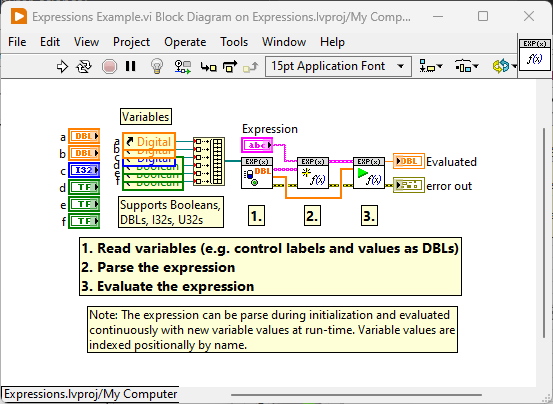 Expressions Example.vi Block Diagram on Expressions.lvproj/My Comp...
File Edit View Project Operate Tools Window Help
15pt Application Font
EXP(x)
f(x)
Variables
Expression
a DBL
b DBL
c I32
d TF
e TF
f TF
a Digital
b Digital
c Digital
d Boolean
e Boolean
f Boolean
abc
EXP(x) EXP(x) EXP(x)
DBL f(x) f(x)
DBL Evaluated
error out
Supports Booleans,
DBLs, I32s, U32s
1. 2. 3.
1. Read variables (e.g. control labels and values as DBLs)
2. Parse the expression
3. Evaluate the expression
Note: The expression can be parse during initialization and evaluated
continuously with new variable values at run-time. Variable values are
indexed positionally by name.
Expressions.lvproj/My Computer